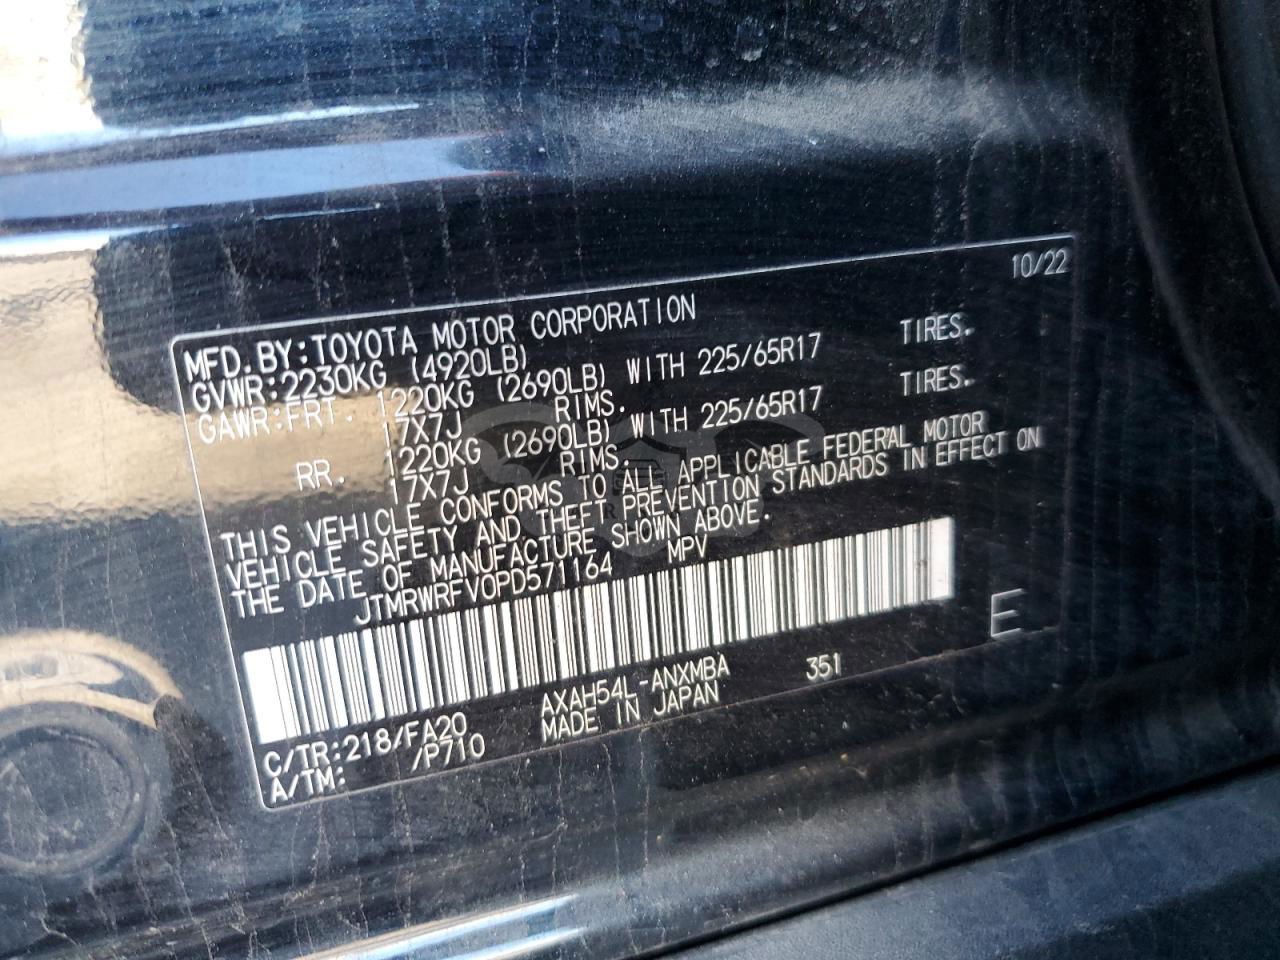 10/22
MFD.BY:TOYOTA MOTOR CORPORATION
GVWR:2230KG (4920LB)
GAWR:FRT. 1220KG (2690LB) WITH 225/65R17 TIRES.
17X7J RIMS.
RR. 1220KG (2690LB) WITH 225/65R17 TIRES.
17X7J RIMS.
THIS VEHICLE CONFORMS TO ALL APPLICABLE FEDERAL MOTOR
VEHICLE SAFETY AND THEFT PREVENTION STANDARDS IN EFFECT ON
THE DATE OF MANUFACTURE SHOWN ABOVE.
JTMRWRFV0PD571164 MPV
E
C/TR:218/FA20 AXAH54L-ANXMBA 351
A/TM: /P710 MADE IN JAPAN